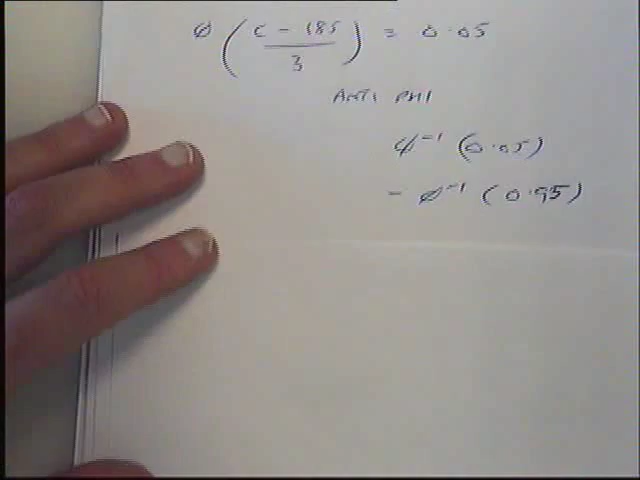 φ ( (c - 185) / 3 ) = 0.05
ANTI PHI
φ⁻¹ (0.05)
- φ⁻¹ (0.95)